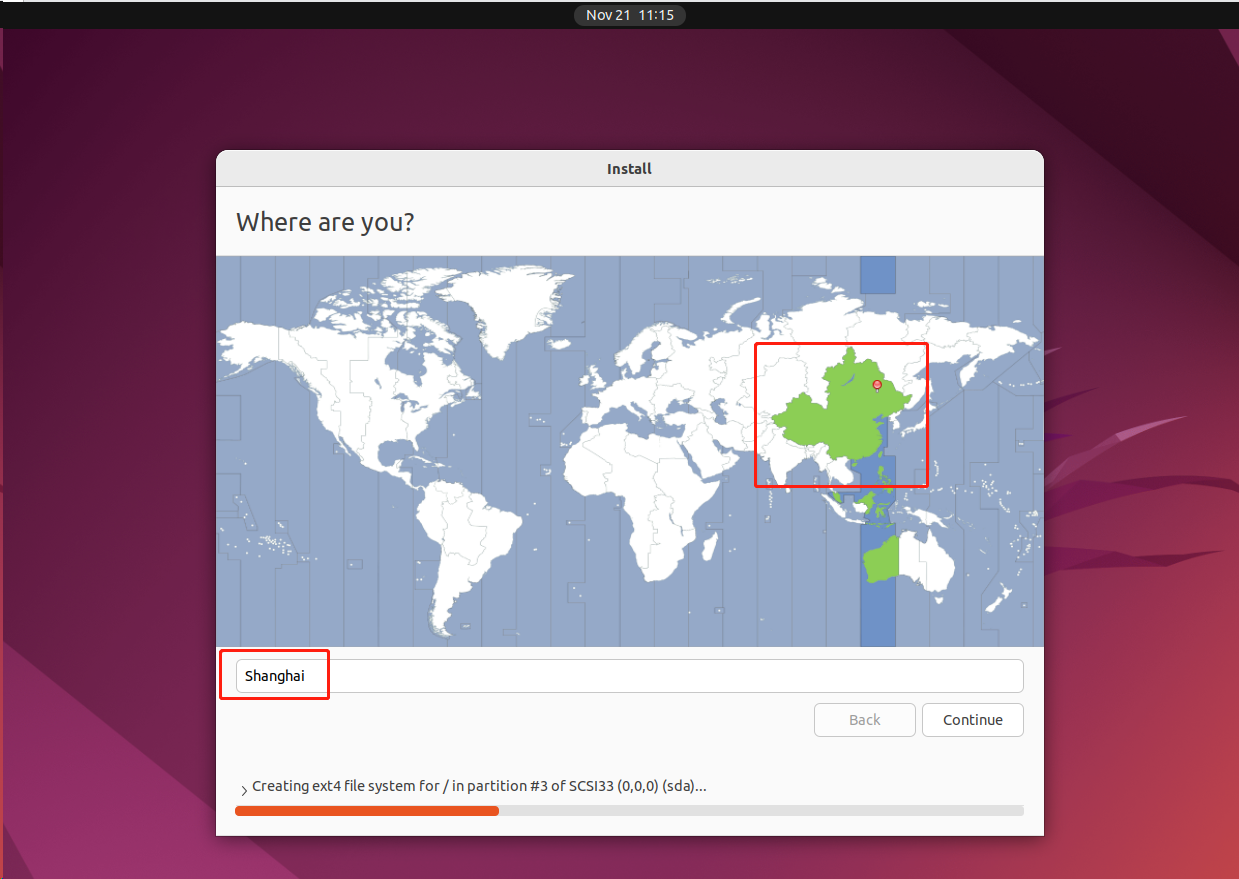 Nov 21 11:15
Install
Where are you?
Shanghai
Back
Continue
Creating ext4 file system for / in partition #3 of SCSI33 (0,0,0) (sda)...